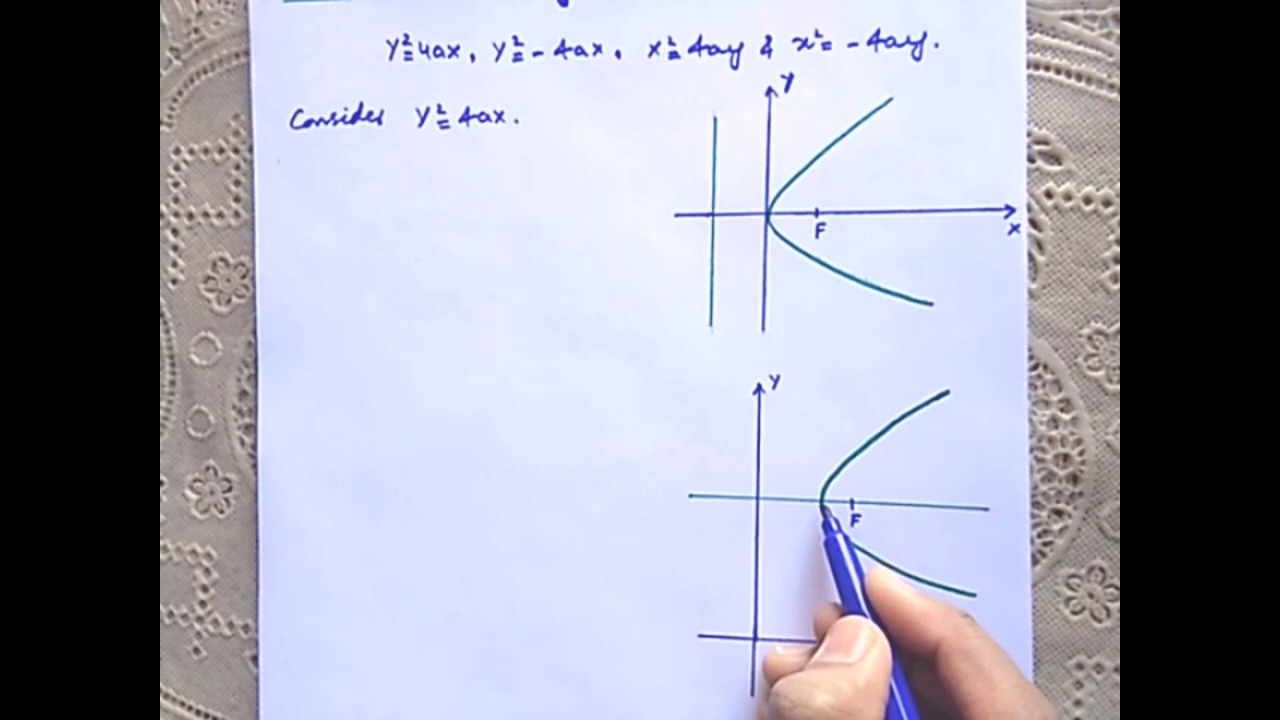 y²=4ax, y²=-4ax, x²=4ay & x²=-4ay.
Consider y²=4ax.
Y
F
X
Y
F